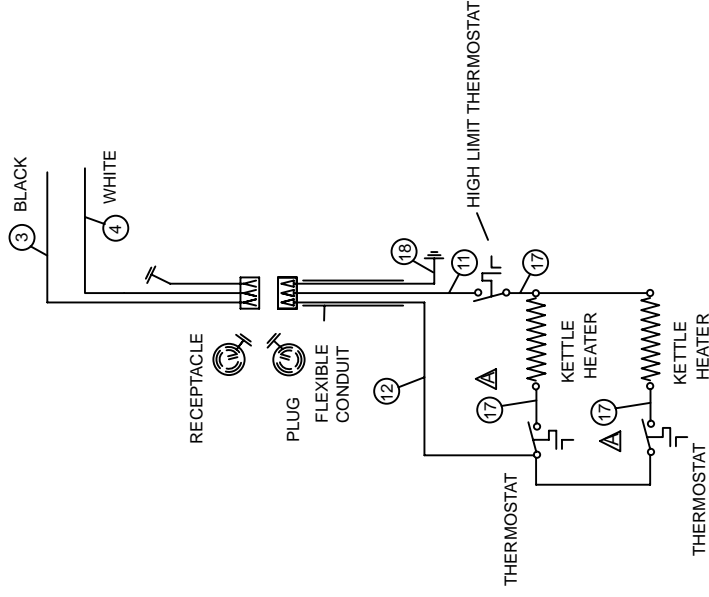 3
BLACK
4
WHITE
RECEPTACLE
PLUG
FLEXIBLE
CONDUIT
18
11
HIGH LIMIT THERMOSTAT
17
12
A
17
KETTLE
HEATER
THERMOSTAT
A
17
KETTLE
HEATER
THERMOSTAT